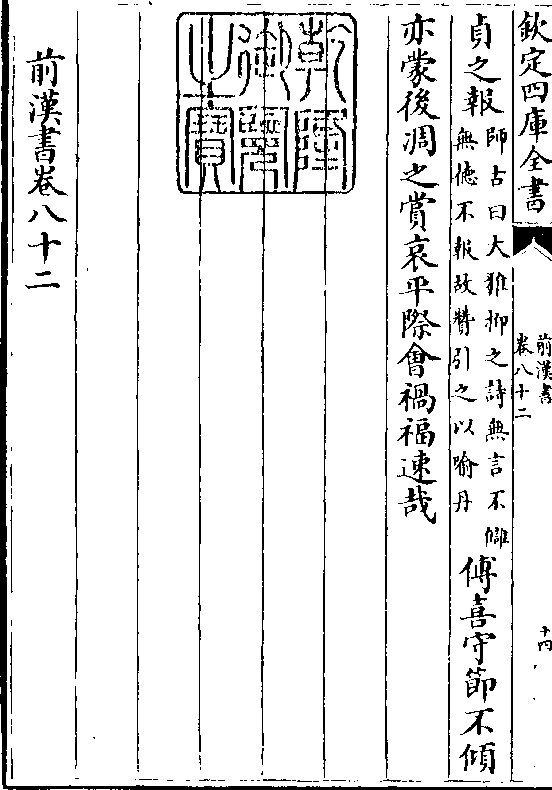 欽定四庫全書
前漢書
卷八十二
十四
貞之報
師古曰大雅抑之詩無言不讎
無德不報故贊引之以喻丹
傅喜守節不傾
亦蒙後凋之賞哀平際會禍福速哉
乾隆
御覽
之寶
前漢書卷八十二